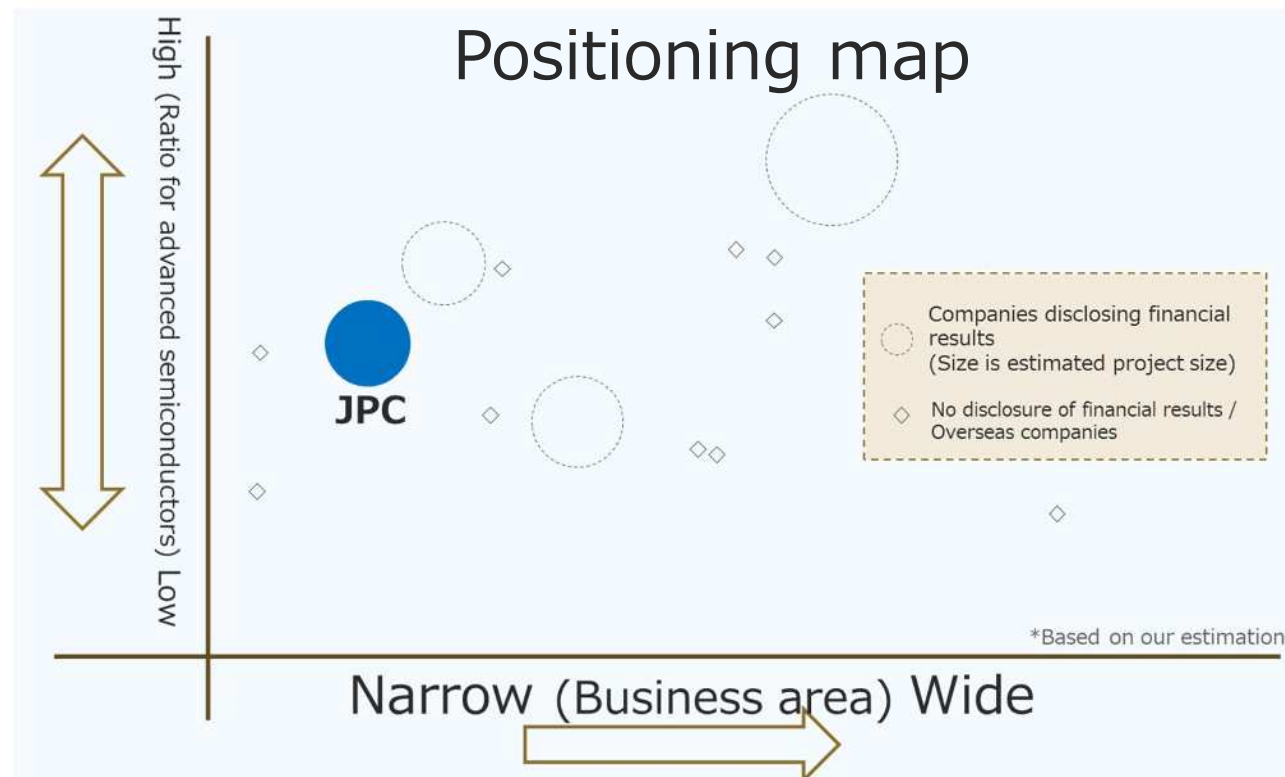 Positioning map
High (Ratio for advanced semiconductors) Low
JPC
Companies disclosing financial
results
(Size is estimated project size)
No disclosure of financial results /
Overseas companies
*Based on our estimation
Narrow (Business area) Wide